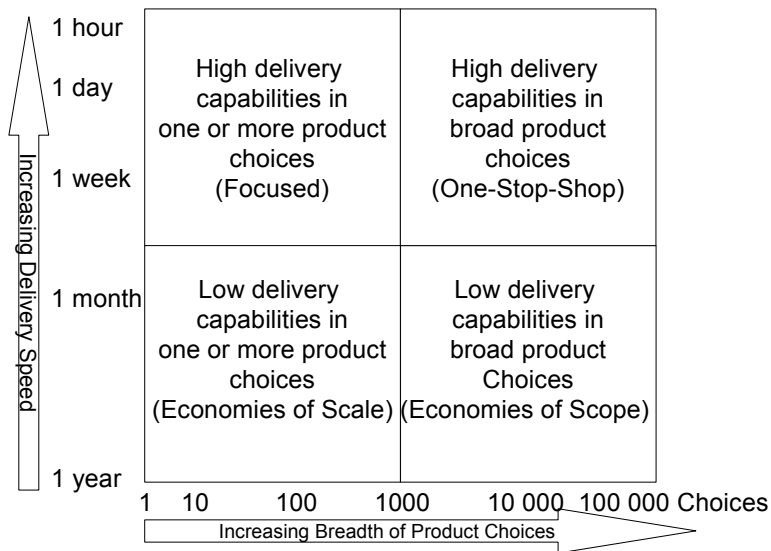 1 hour
1 day
1 week
1 month
1 year
Increasing Delivery Speed
High delivery
capabilities in
one or more product
choices
(Focused)
High delivery
capabilities in
broad product
choices
(One-Stop-Shop)
Low delivery
capabilities in
one or more product
choices
(Economies of Scale)
Low delivery
capabilities in
broad product
Choices
(Economies of Scope)
1 10 100 1000 10 000 100 000 Choices
Increasing Breadth of Product Choices